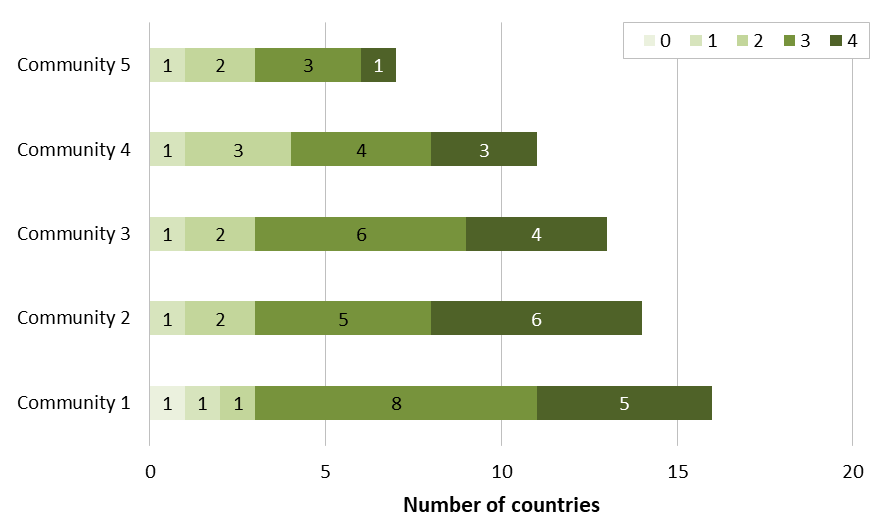 0 1 2 3 4
Community 5 1 2 3 1
Community 4 1 3 4 3
Community 3 1 2 6 4
Community 2 1 2 5 6
Community 1 1 1 1 8 5
0 5 10 15 20
Number of countries